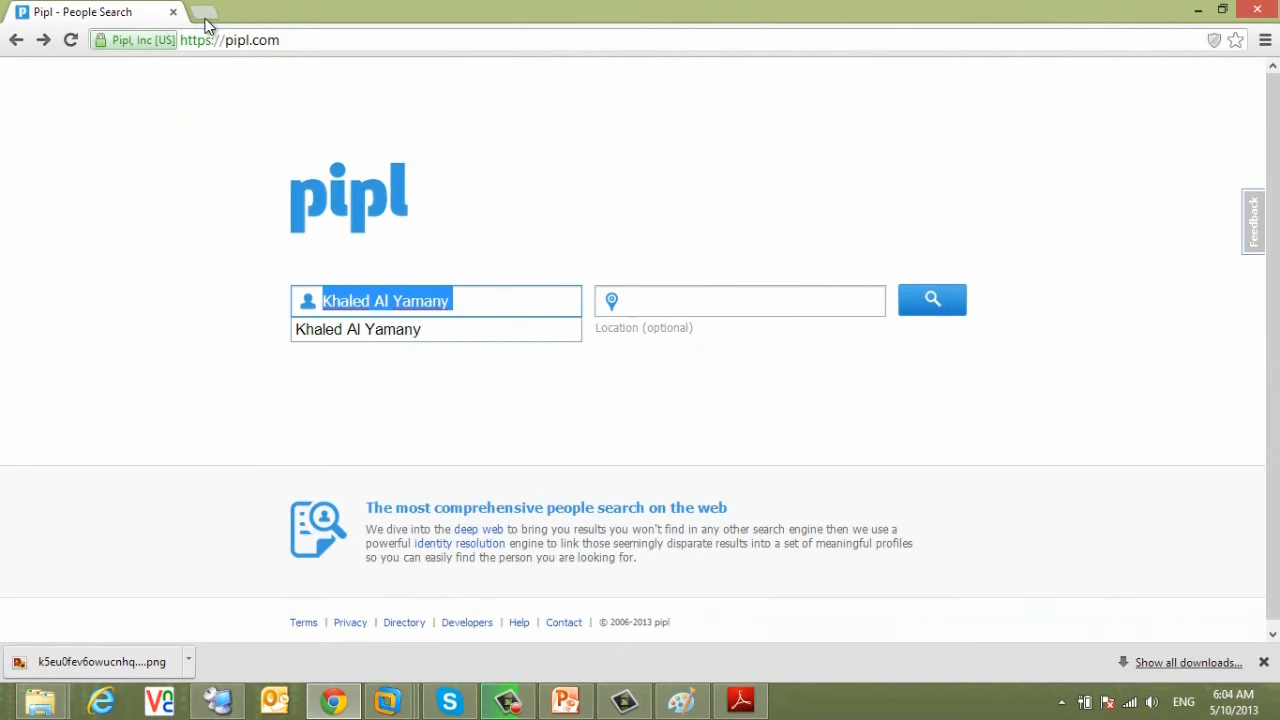 Pipl - People Search
Pipl, Inc [US] https://pipl.com
pipl
Feedback
Khaled Al Yamany
Khaled Al Yamany
Location (optional)
The most comprehensive people search on the web
We dive into the deep web to bring you results you won't find in any other search engine then we use a
powerful identity resolution engine to link those seemingly disparate results into a set of meaningful profiles
so you can easily find the person you are looking for.
Terms | Privacy | Directory | Developers | Help | Contact | © 2006-2013 pipl
k5eu0fev6owucnhq....png
Show all downloads...
ENG
6:04 AM
5/10/2013